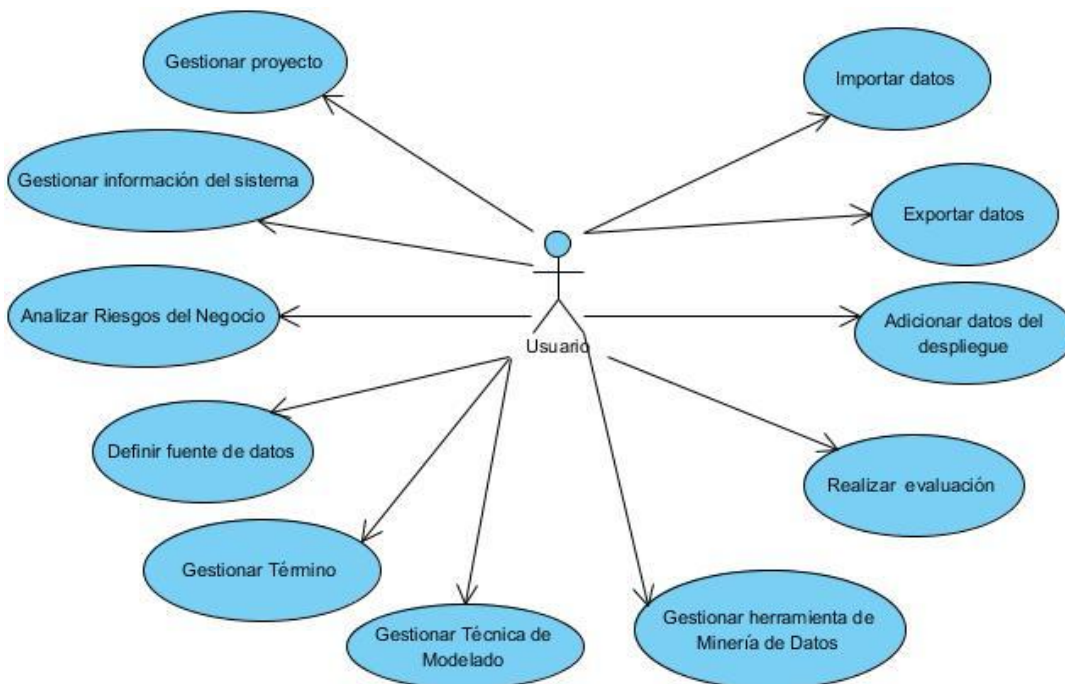 Gestionar proyecto
Importar datos
Gestionar información del sistema
Exportar datos
Analizar Riesgos del Negocio
Adicionar datos del
despliegue
Usuario
Definir fuente de datos
Realizar evaluación
Gestionar Término
Gestionar Técnica de
Modelado
Gestionar herramienta de
Minería de Datos